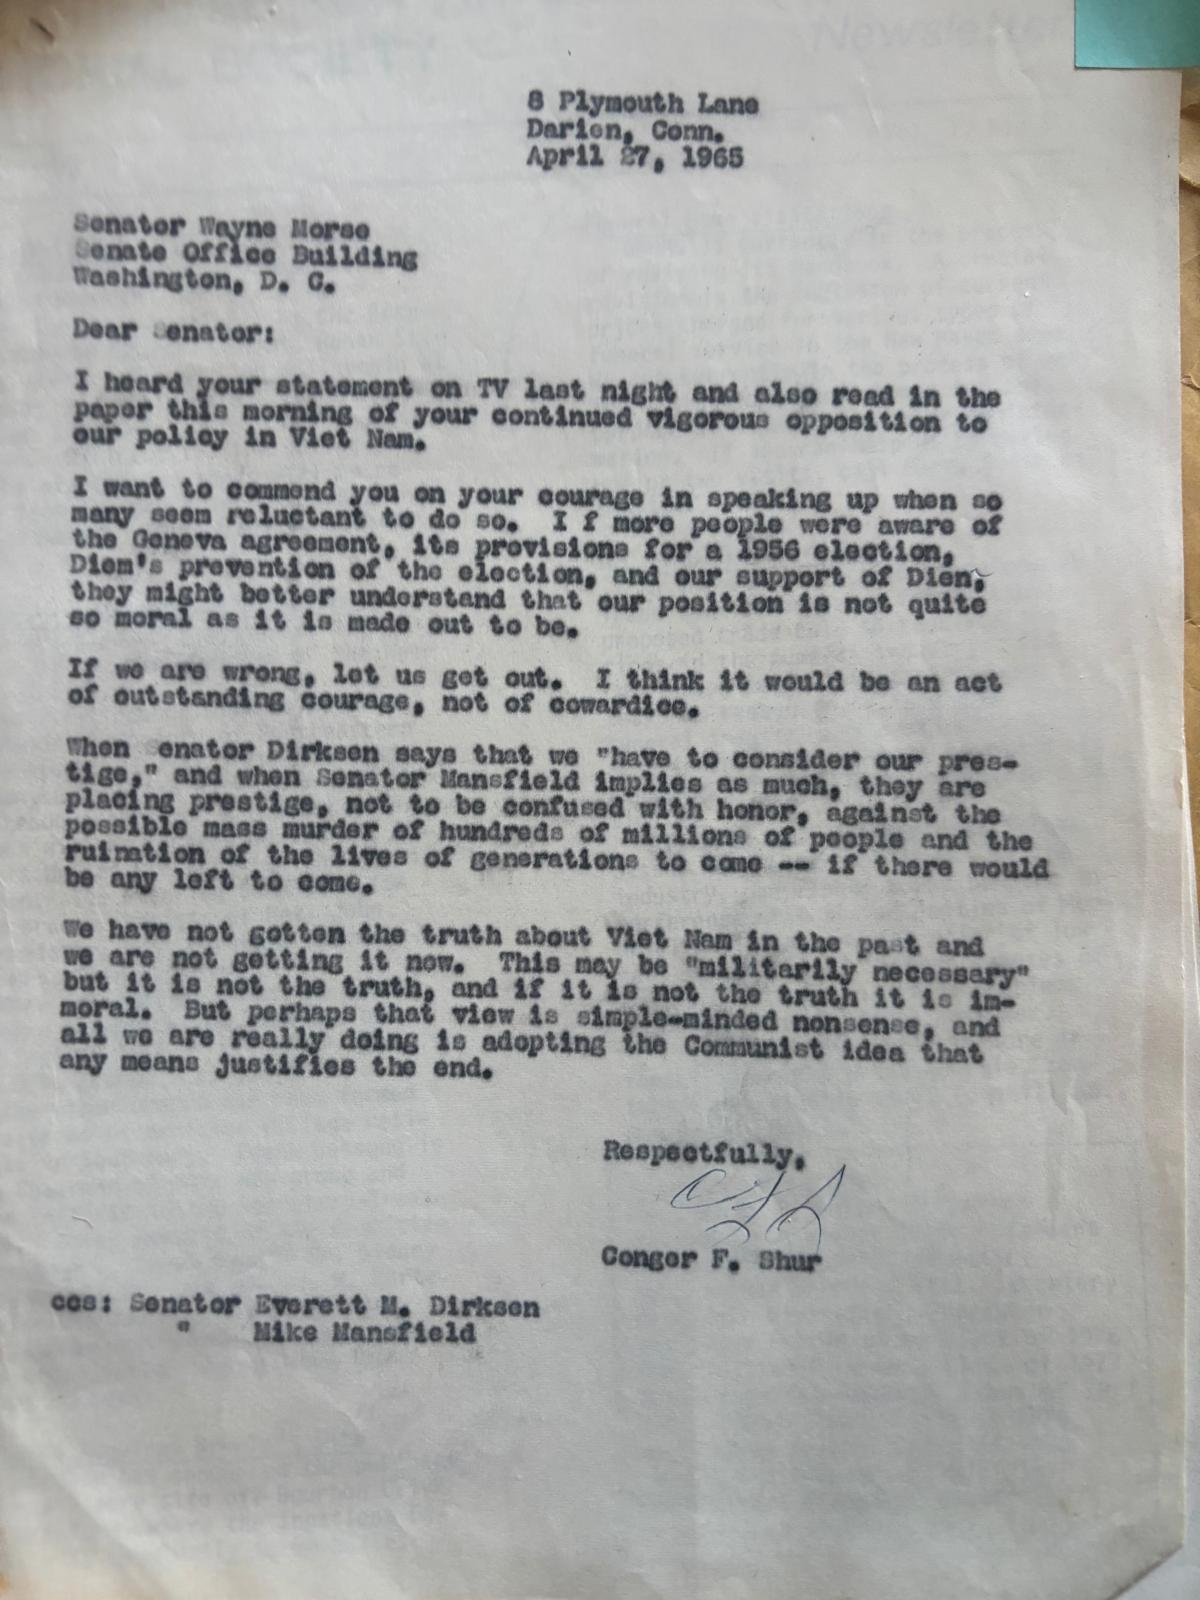 Newsletter
8 Plymouth Lane
Darien, Conn.
April 27, 1965
Senator Wayne Morse
Senate Office Building
Washington, D. C.
Dear Senator:
I heard your statement on TV last night and also read in the
paper this morning of your continued vigorous opposition to
our policy in Viet Nam.
I want to commend you on your courage in speaking up when so
many seem reluctant to do so.  I f more people were aware of
the Geneva agreement, its provisions for a 1956 election,
Diem's prevention of the election, and our support of Diem,
they might better understand that our position is not quite
so moral as it is made out to be.
If we are wrong, let us get out.  I think it would be an act
of outstanding courage, not of cowardice.
When Senator Dirksen says that we "have to consider our pres-
tige," and when Senator Mansfield implies as much, they are
placing prestige, not to be confused with honor, against the
possible mass murder of hundreds of millions of people and the
ruination of the lives of generations to come -- if there would
be any left to come.
We have not gotten the truth about Viet Nam in the past and
we are not getting it now.  This may be "militarily necessary"
but it is not the truth, and if it is not the truth it is im-
moral.  But perhaps that view is simple-minded nonsense, and
all we are really doing is adopting the Communist idea that
any means justifies the end.
Respectfully,
Conger F. Shur
ccs: Senator Everett M. Dirksen
" Mike Mansfield